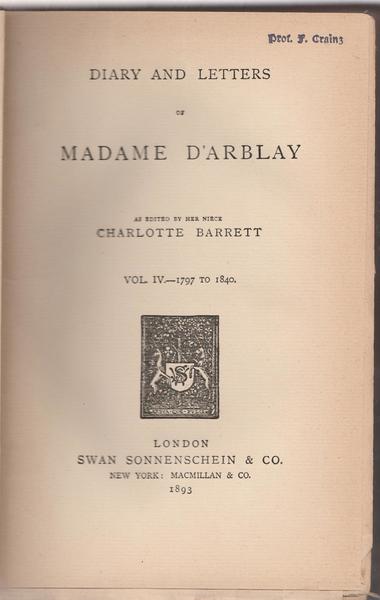 Prof. F. Crainz
DIARY AND LETTERS
OF
MADAME D'ARBLAY
AS EDITED BY HER NIECE
CHARLOTTE BARRETT
VOL. IV.—1797 TO 1840.
LONDON
SWAN SONNENSCHEIN & CO.
NEW YORK: MACMILLAN & CO.
1893